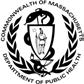 COMMONWEALTH OF MASSACHUSETTS
DEPARTMENT OF PUBLIC HEALTH